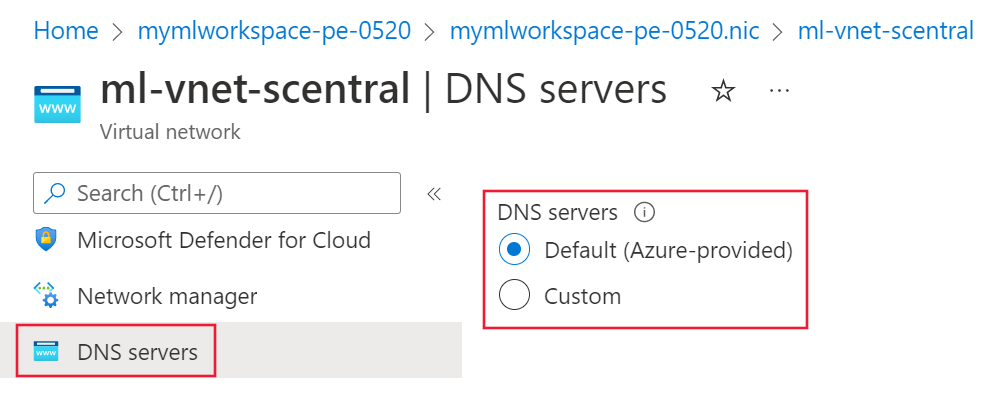 Home > mymlworkspace-pe-0520 > mymlworkspace-pe-0520.nic > ml-vnet-scentral
www
ml-vnet-scentral | DNS servers
Virtual network
Search (Ctrl+/)
Microsoft Defender for Cloud
Network manager
www
DNS servers
DNS servers
Default (Azure-provided)
Custom